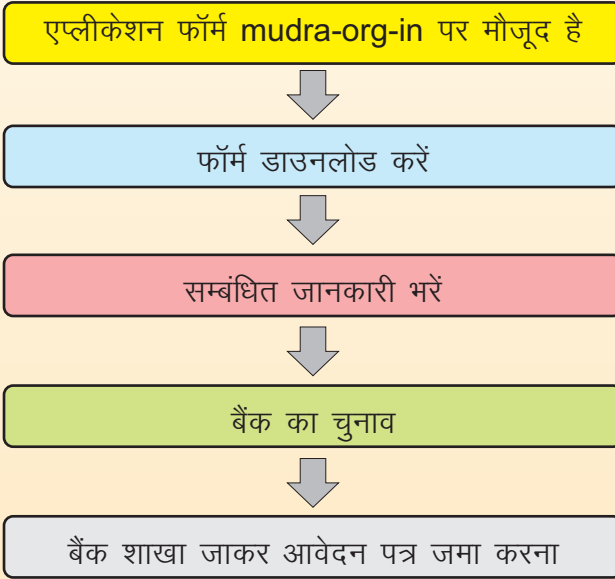 एप्लीकेशन फॉर्म mudra-org-in पर मौजूद है
फॉर्म डाउनलोड करें
सम्बंधित जानकारी भरें
बैंक का चुनाव
बैंक शाखा जाकर आवेदन पत्र जमा करना